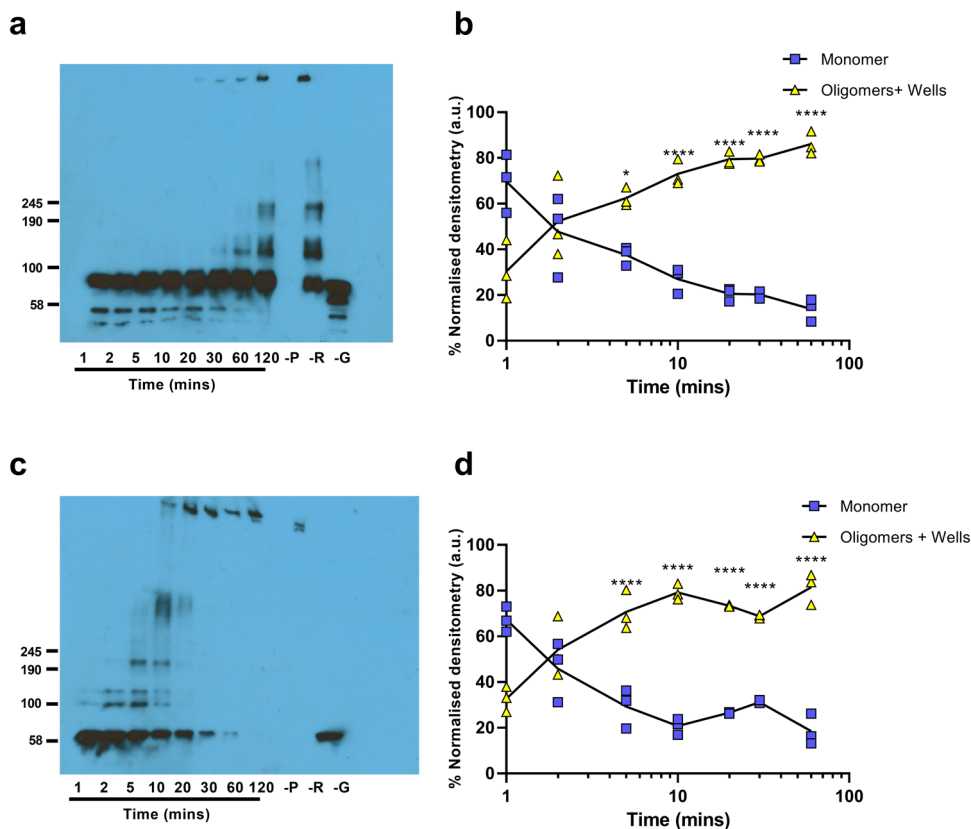 a
245
190
100
58
1 2 5 10 20 30 60 120 -P -R -G
Time (mins)
b
Monomer
Oligomers+ Wells
% Normalised densitometry (a.u.)
100
80
60
40
20
0
* **** **** **** ****
1 10 100
Time (mins)
c
245
190
100
58
1 2 5 10 20 30 60 120 -P -R -G
Time (mins)
d
Monomer
Oligomers + Wells
% Normalised densitometry (a.u.)
100
80
60
40
20
0
**** **** **** **** ****
1 10 100
Time (mins)